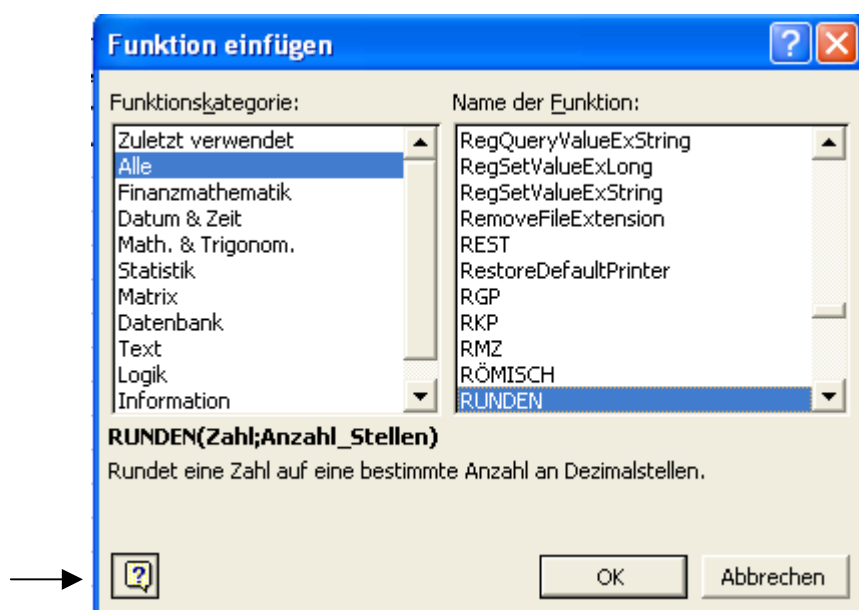 Funktion einfügen
Funktionskategorie:
Zuletzt verwendet
Alle
Finanzmathematik
Datum & Zeit
Math. & Trigonom.
Statistik
Matrix
Datenbank
Text
Logik
Information
Name der Funktion:
RegQueryValueExString
RegSetValueExLong
RegSetValueExString
RemoveFileExtension
REST
RestoreDefaultPrinter
RGP
RKP
RMZ
RÖMISCH
RUNDEN
RUNDEN(Zahl;Anzahl_Stellen)
Rundet eine Zahl auf eine bestimmte Anzahl an Dezimalstellen.
?
OK
Abbrechen